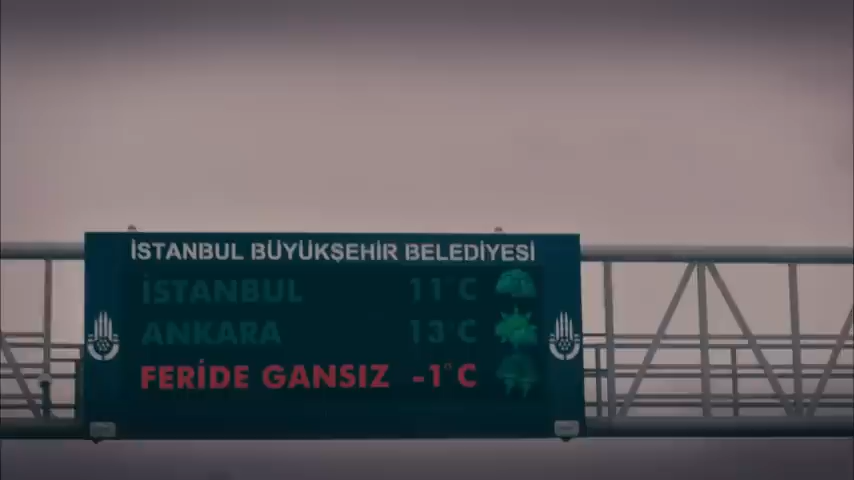 İSTANBUL BÜYÜKŞEHİR BELEDİYESİ
İSTANBUL 11°C
ANKARA 13°C
FERİDE GANSIZ -1°C